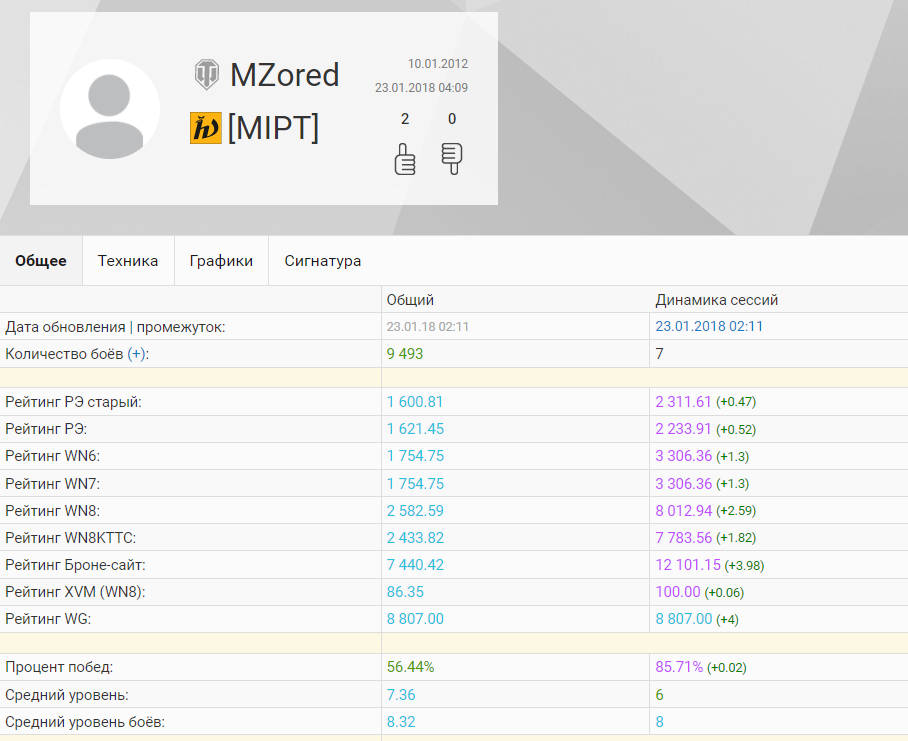 MZored
10.01.2012
23.01.2018 04:09
[MIPT]
2 0
Общее Техника Графики Сигнатура
Общий Динамика сессий
Дата обновления | промежуток: 23.01.18 02:11 23.01.2018 02:11
Количество боёв (+): 9 493 7
Рейтинг РЭ старый: 1 600.81 2 311.61 (+0.47)
Рейтинг РЭ: 1 621.45 2 233.91 (+0.52)
Рейтинг WN6: 1 754.75 3 306.36 (+1.3)
Рейтинг WN7: 1 754.75 3 306.36 (+1.3)
Рейтинг WN8: 2 582.59 8 012.94 (+2.59)
Рейтинг WN8KTTC: 2 433.82 7 783.56 (+1.82)
Рейтинг Броне-сайт: 7 440.42 12 101.15 (+3.98)
Рейтинг XVM (WN8): 86.35 100.00 (+0.06)
Рейтинг WG: 8 807.00 8 807.00 (+4)
Процент побед: 56.44% 85.71% (+0.02)
Средний уровень: 7.36 6
Средний уровень боёв: 8.32 8